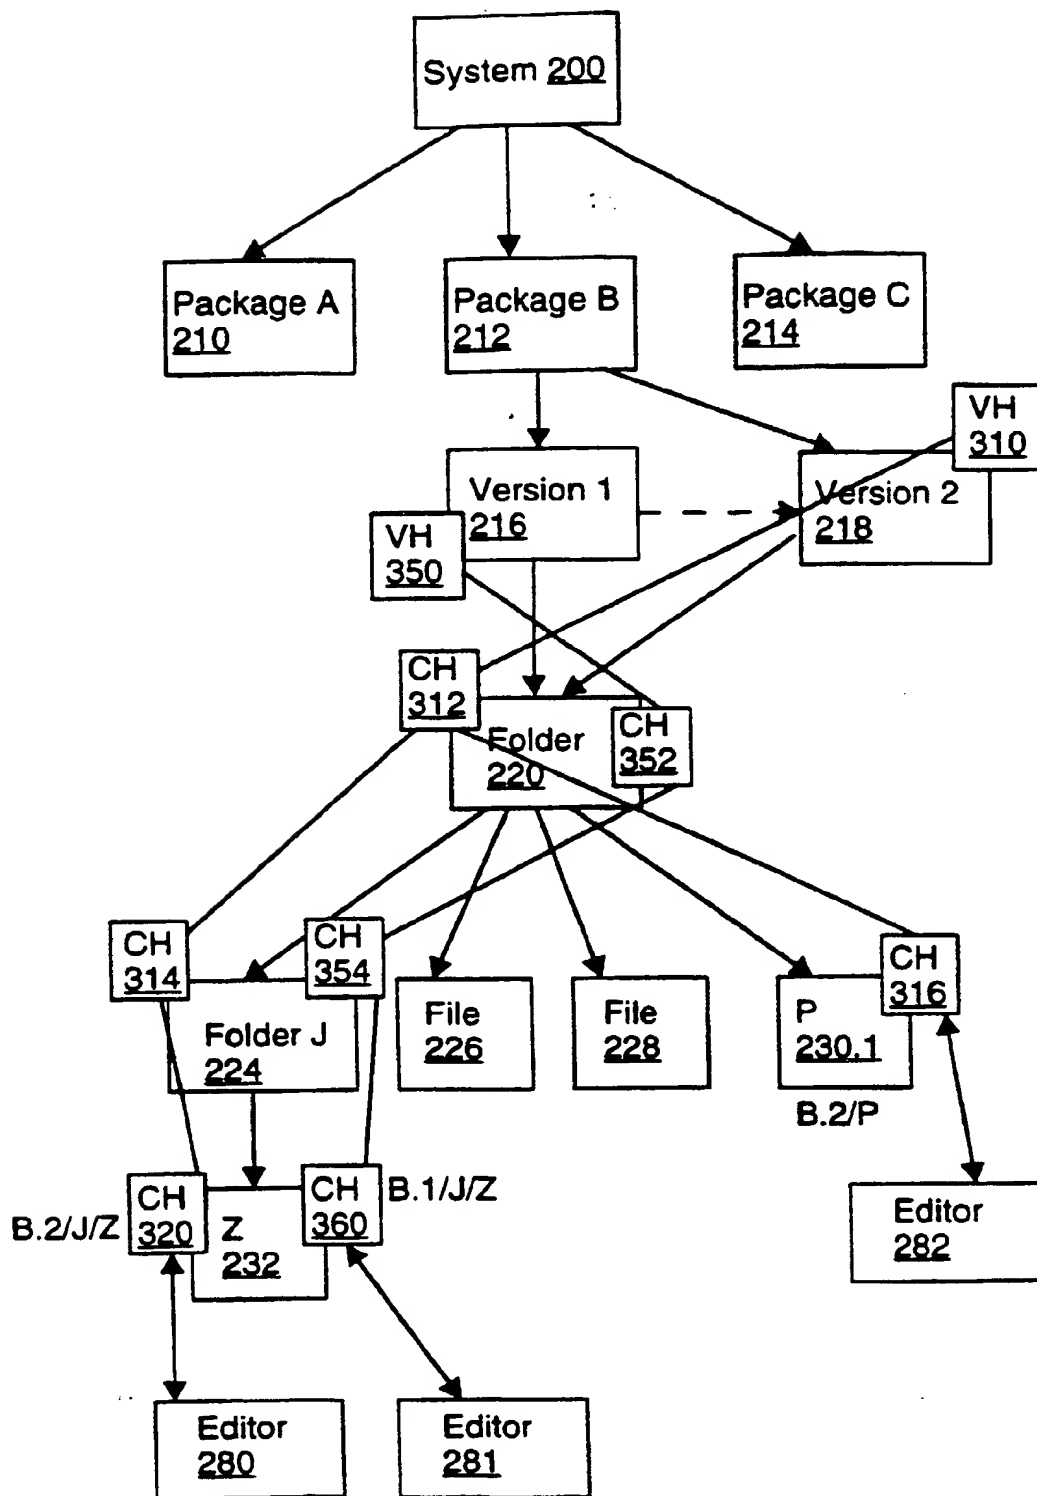 System 200
Package A
210
Package B
212
Package C
214
VH
310
Version 1
216
Version 2
218
VH
350
CH
312
Folder
220
CH
352
CH
314
CH
354
Folder J
224
File
226
File
228
P
230.1
CH
316
B.2/P
B.2/J/Z
CH
320
Z
232
CH
360
B.1/J/Z
Editor
282
Editor
280
Editor
281